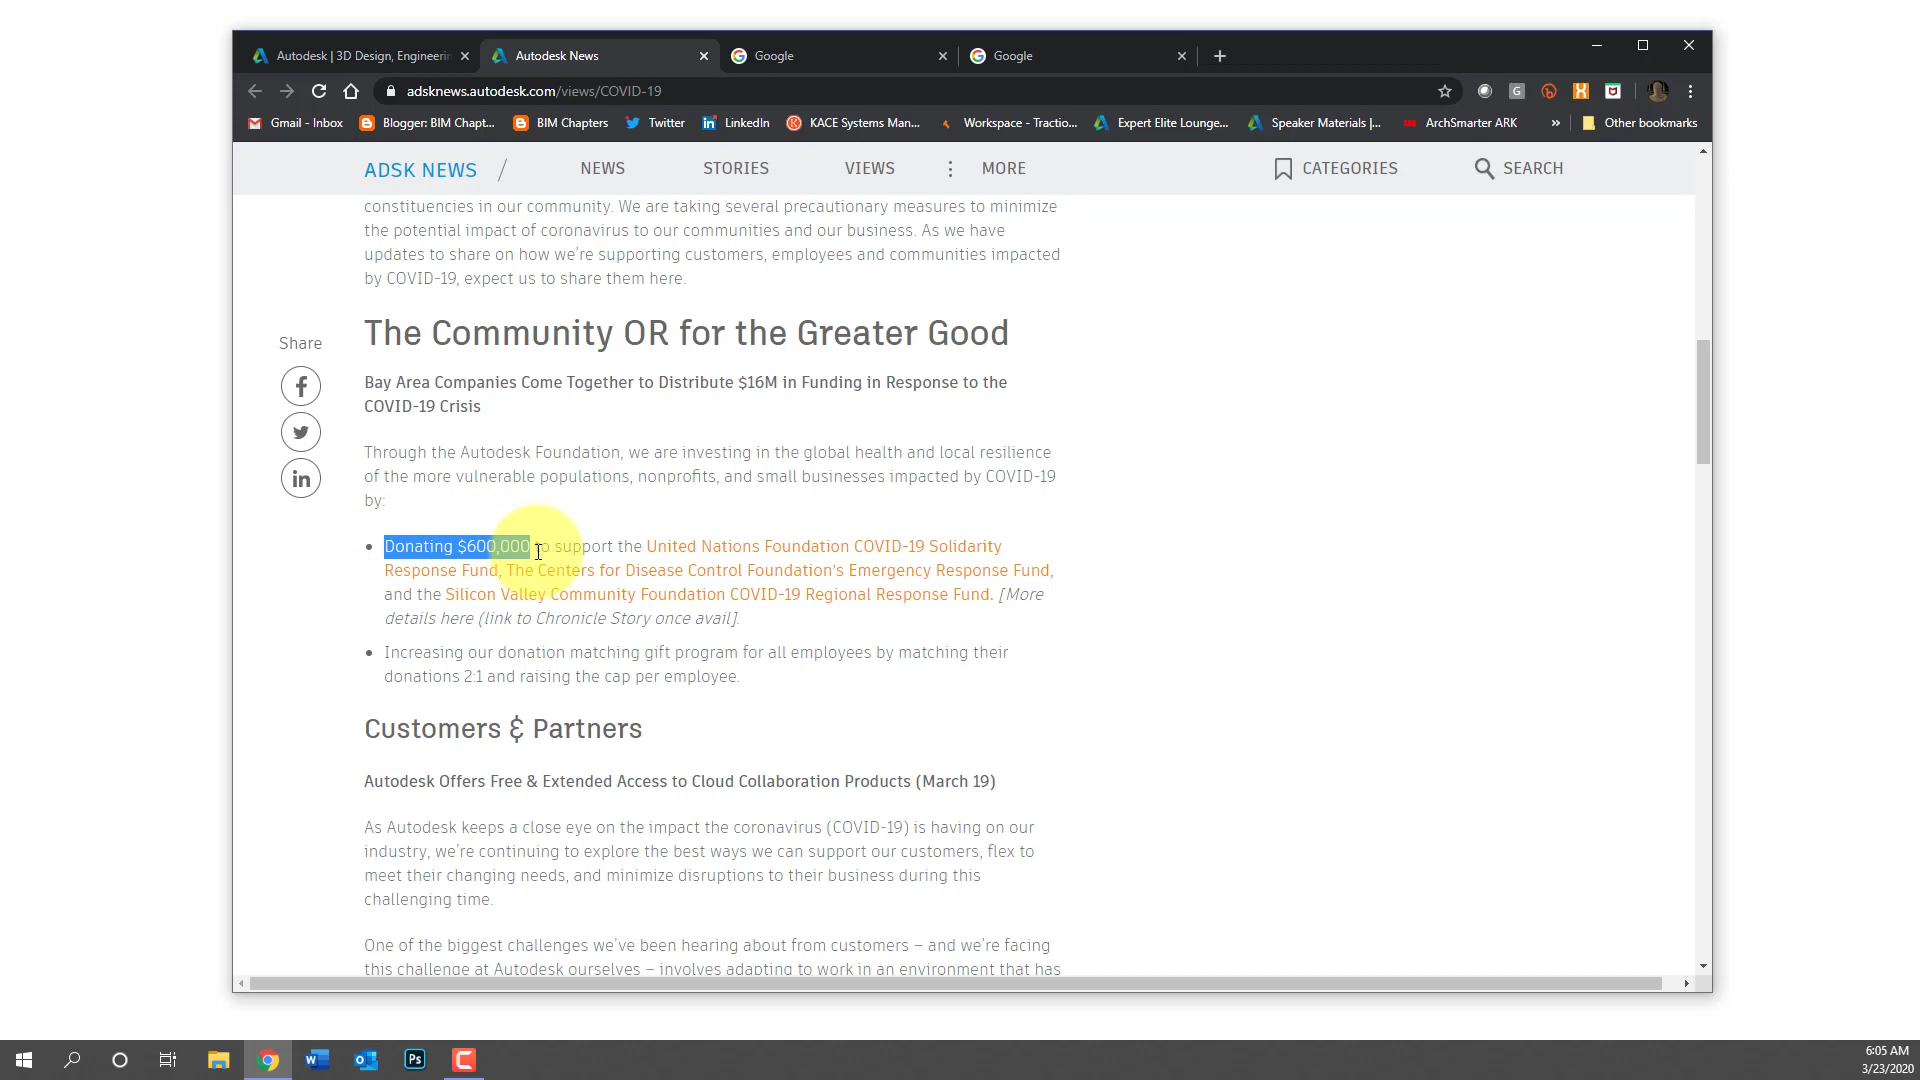 Autodesk | 3D Design, Engineerin
Autodesk News
Google
Google
adsknews.autodesk.com/views/COVID-19
G
Gmail - Inbox
Blogger: BIM Chapt...
BIM Chapters
Twitter
LinkedIn
KACE Systems Man...
Workspace - Tractio...
Expert Elite Lounge...
Speaker Materials |...
ArchSmarter ARK
»
Other bookmarks
ADSK NEWS /
NEWS
STORIES
VIEWS
MORE
CATEGORIES
SEARCH
constituencies in our community. We are taking several precautionary measures to minimize
the potential impact of coronavirus to our communities and our business. As we have
updates to share on how we're supporting customers, employees and communities impacted
by COVID-19, expect us to share them here.
The Community OR for the Greater Good
Share
Bay Area Companies Come Together to Distribute $16M in Funding in Response to the
COVID-19 Crisis
Through the Autodesk Foundation, we are investing in the global health and local resilience
of the more vulnerable populations, nonprofits, and small businesses impacted by COVID-19
by:
• Donating $600,000 to support the United Nations Foundation COVID-19 Solidarity
Response Fund, The Centers for Disease Control Foundation's Emergency Response Fund,
and the Silicon Valley Community Foundation COVID-19 Regional Response Fund. [More
details here (link to Chronicle Story once avail].
• Increasing our donation matching gift program for all employees by matching their
donations 2:1 and raising the cap per employee.
Customers & Partners
Autodesk Offers Free & Extended Access to Cloud Collaboration Products (March 19)
As Autodesk keeps a close eye on the impact the coronavirus (COVID-19) is having on our
industry, we're continuing to explore the best ways we can support our customers, flex to
meet their changing needs, and minimize disruptions to their business during this
challenging time.
One of the biggest challenges we've been hearing about from customers – and we're facing
this challenge at Autodesk ourselves – involves adapting to work in an environment that has
Ps
6:05 AM
3/23/2020